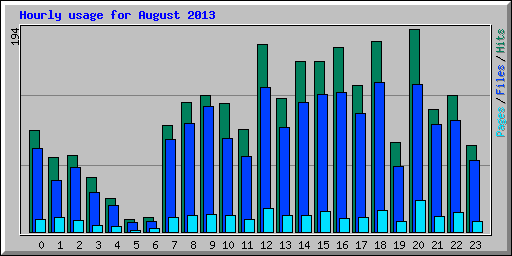 Hourly usage for August 2013
194
Pages/Files/Hits
0 1 2 3 4 5 6 7 8 9 10 11 12 13 14 15 16 17 18 19 20 21 22 23